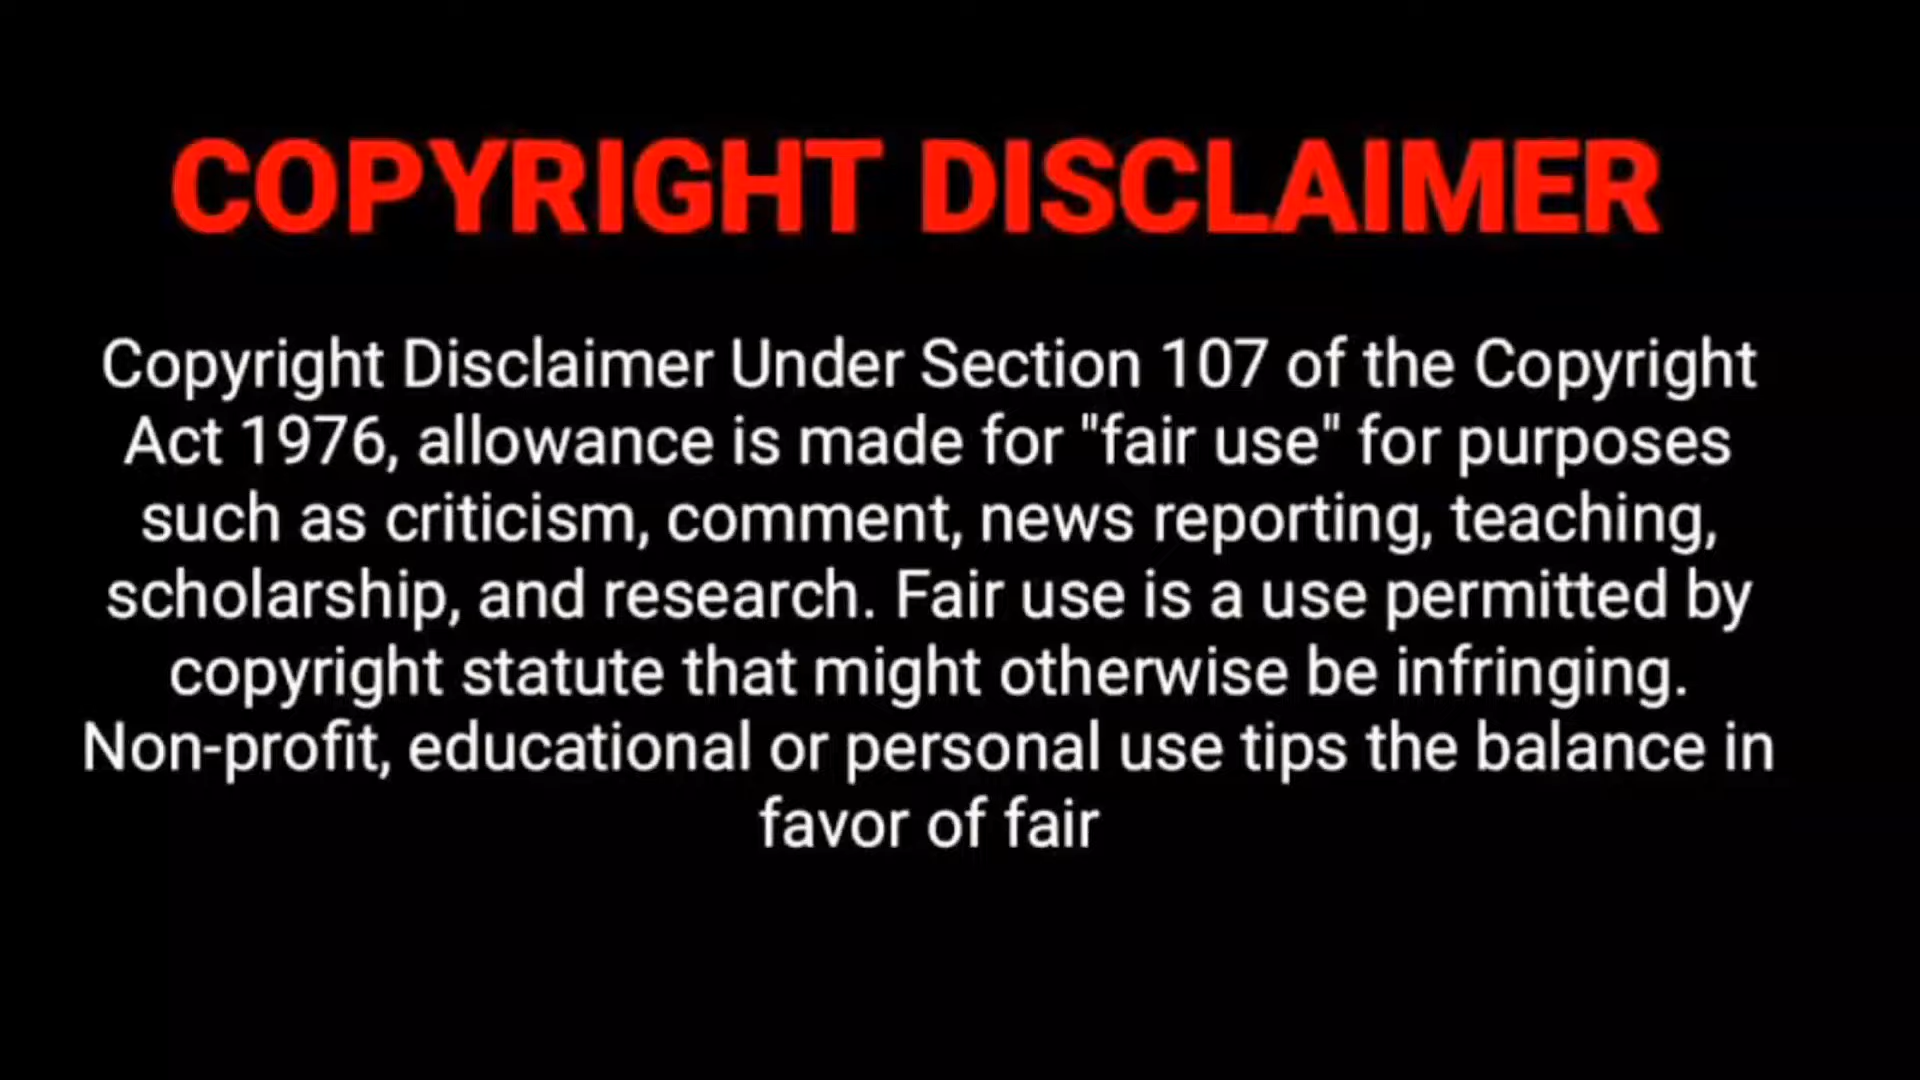 COPYRIGHT DISCLAIMER
Copyright Disclaimer Under Section 107 of the Copyright
Act 1976, allowance is made for "fair use" for purposes
such as criticism, comment, news reporting, teaching,
scholarship, and research. Fair use is a use permitted by
copyright statute that might otherwise be infringing.
Non-profit, educational or personal use tips the balance in
favor of fair